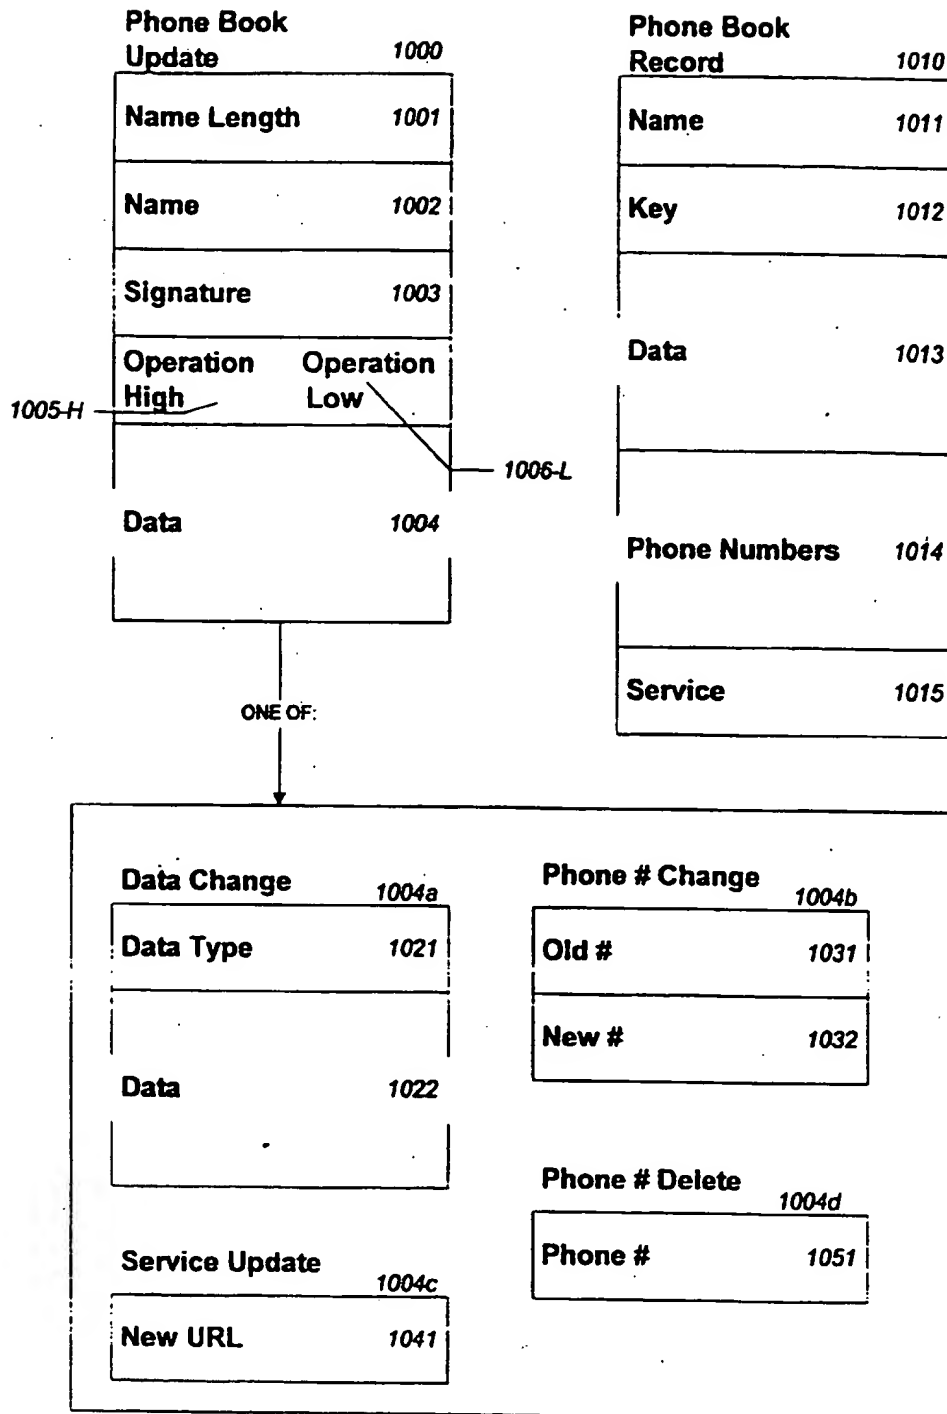 Phone Book
Update 1000
Name Length 1001
Name 1002
Signature 1003
Operation Operation
High Low
1005-H
1006-L
Data 1004
Phone Book
Record 1010
Name 1011
Key 1012
Data 1013
Phone Numbers 1014
Service 1015
ONE OF:
Data Change 1004a
Data Type 1021
Data 1022
Phone # Change 1004b
Old # 1031
New # 1032
Service Update 1004c
New URL 1041
Phone # Delete 1004d
Phone # 1051